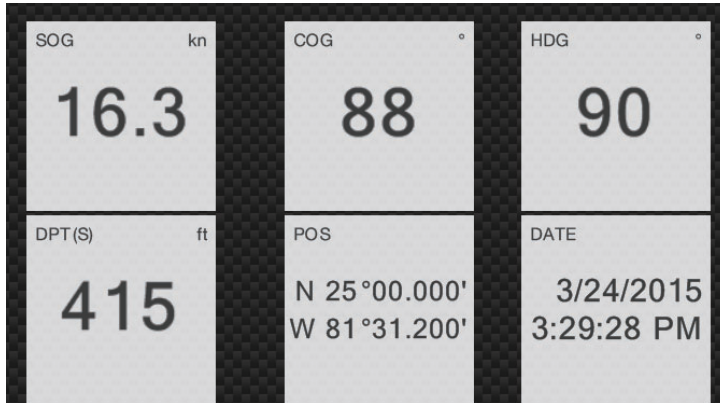 SOG kn
16.3
COG °
88
HDG °
90
DPT(S) ft
415
POS
N 25°00.000'
W 81°31.200'
DATE
3/24/2015
3:29:28 PM